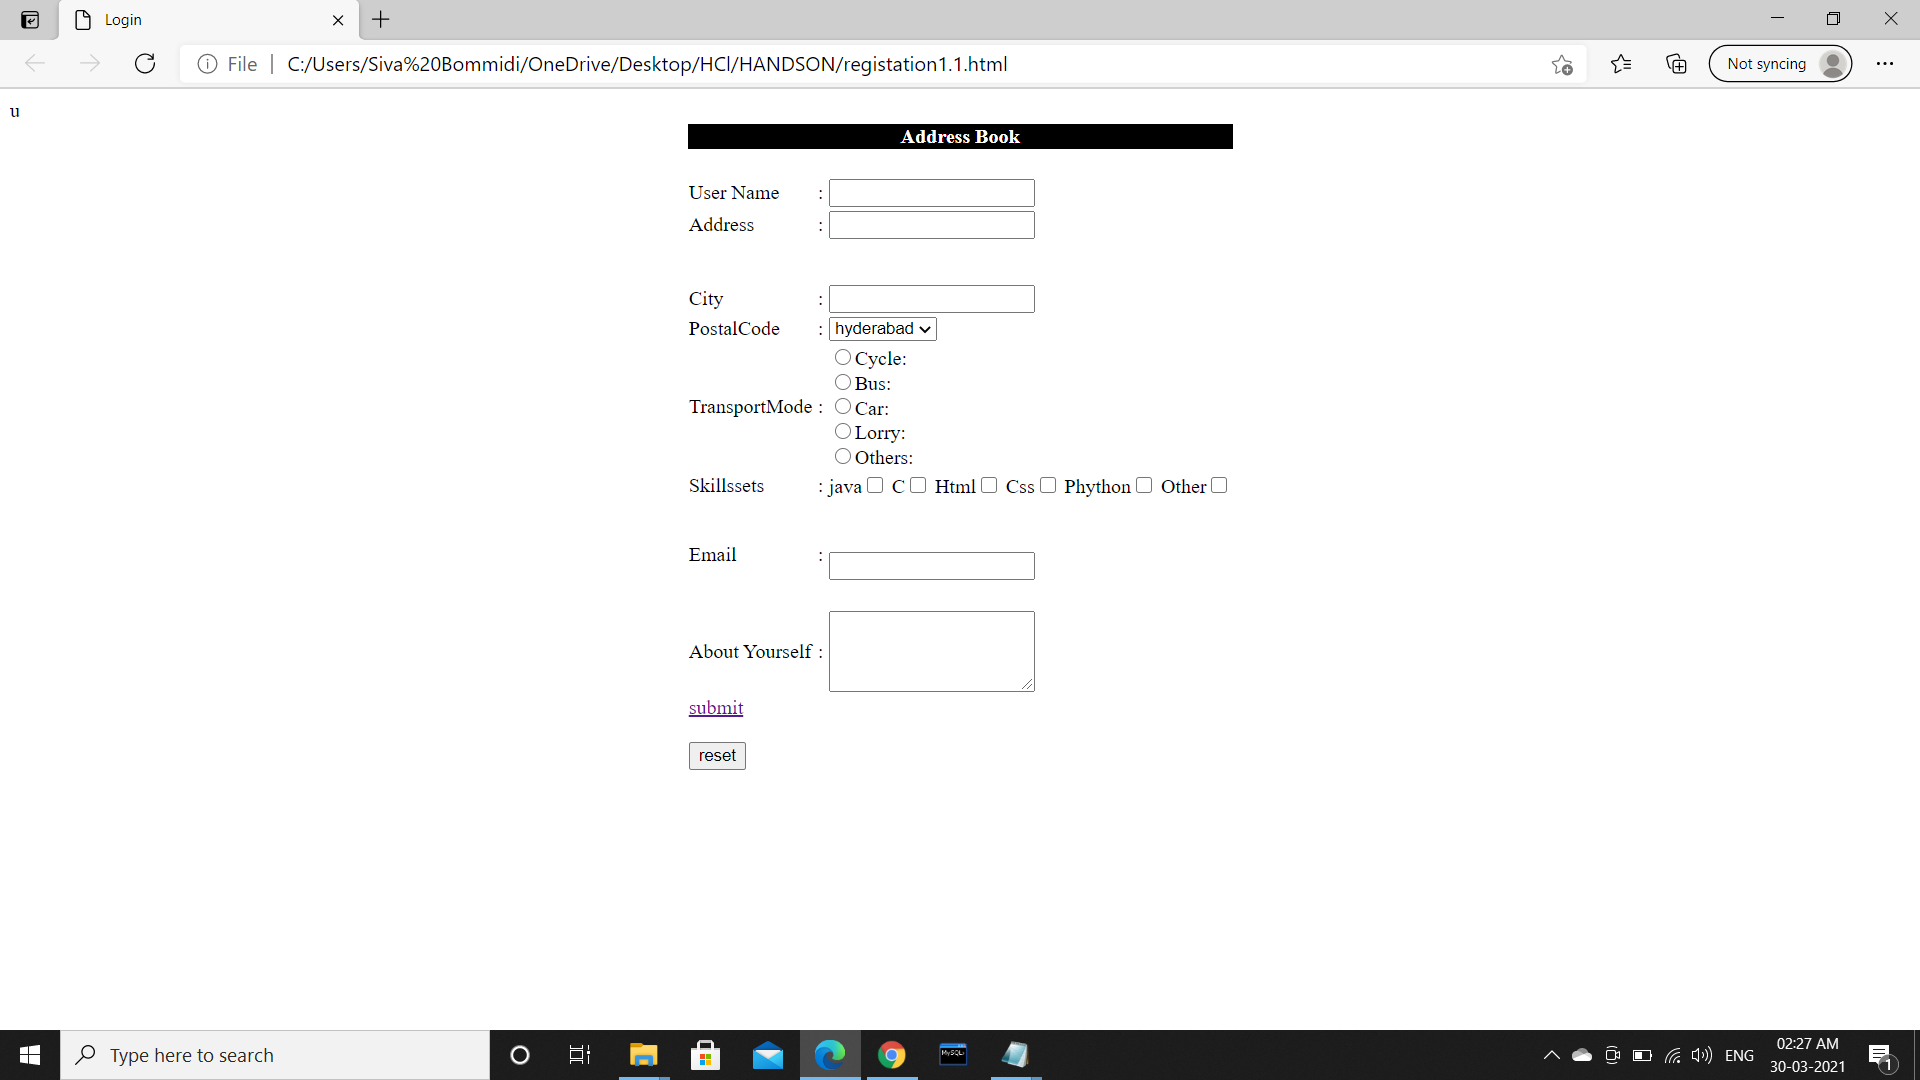 Login
File
C:/Users/Siva%20Bommidi/OneDrive/Desktop/HCl/HANDSON/registation1.1.html
Not syncing
u
Address Book
User Name :
Address :
City :
PostalCode : hyderabad
Cycle:
Bus:
TransportMode : Car:
Lorry:
Others:
Skillssets : java C Html Css Phython Other
Email :
About Yourself :
submit
reset
Type here to search
ENG
02:27 AM
30-03-2021
1